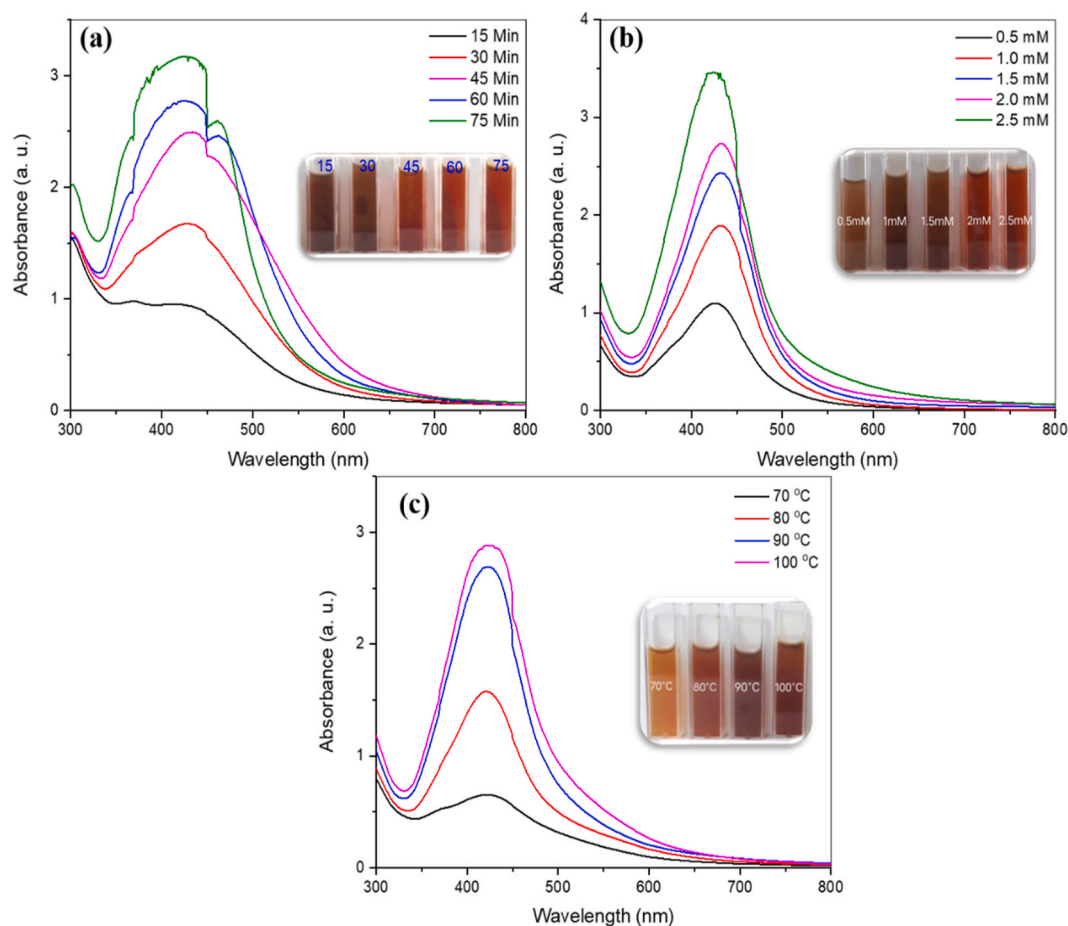 (a)
15 Min
30 Min
45 Min
60 Min
75 Min
15 30 45 60 75
3
2
1
0
300 400 500 600 700 800
Absorbance (a. u.)
Wavelength (nm)
(b)
0.5 mM
1.0 mM
1.5 mM
2.0 mM
2.5 mM
0.5mM 1mM 1.5mM 2mM 2.5mM
4
3
2
1
0
300 400 500 600 700 800
Absorbance (a. u.)
Wavelength (nm)
(c)
70 °C
80 °C
90 °C
100 °C
70°C 80°C 90°C 100°C
3
2
1
0
300 400 500 600 700 800
Absorbance (a. u.)
Wavelength (nm)